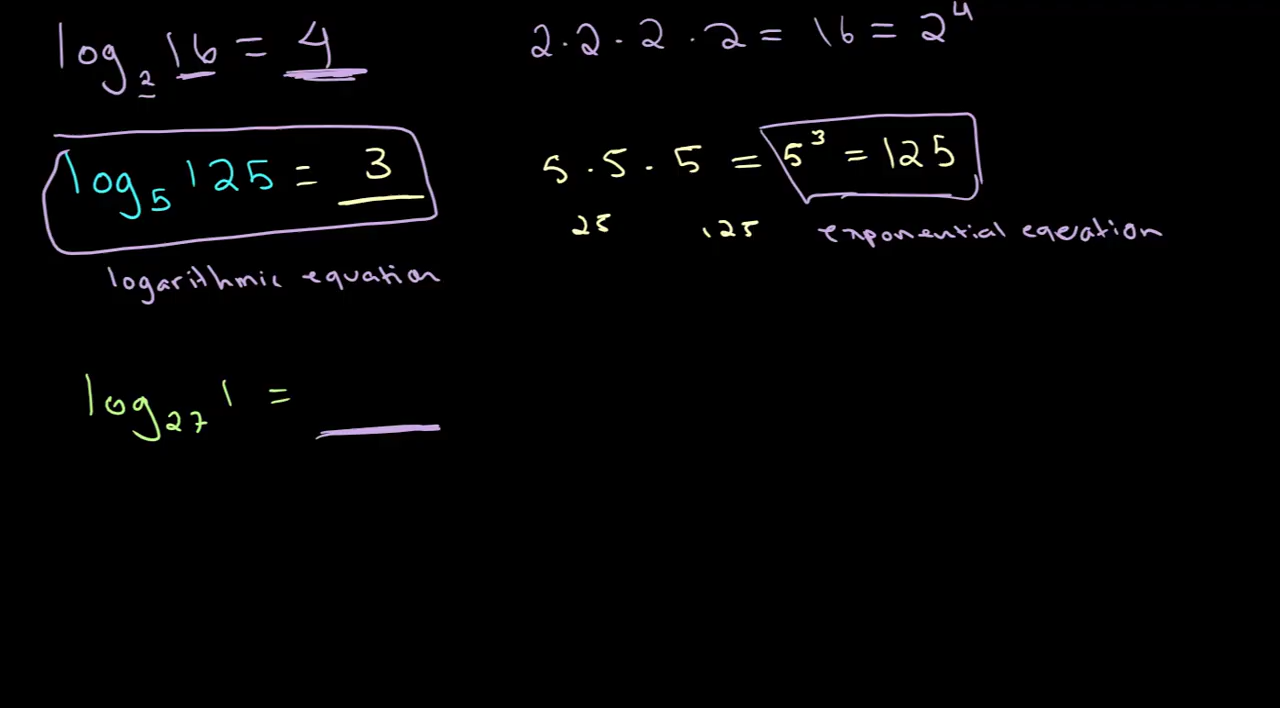 log₂ 16 = 4
2 · 2 · 2 · 2 = 16 = 2⁴
log₅ 125 = 3
5 · 5 · 5 = 5³ = 125
25 125
exponential equation
logarithmic equation
log₂₇ 1 =